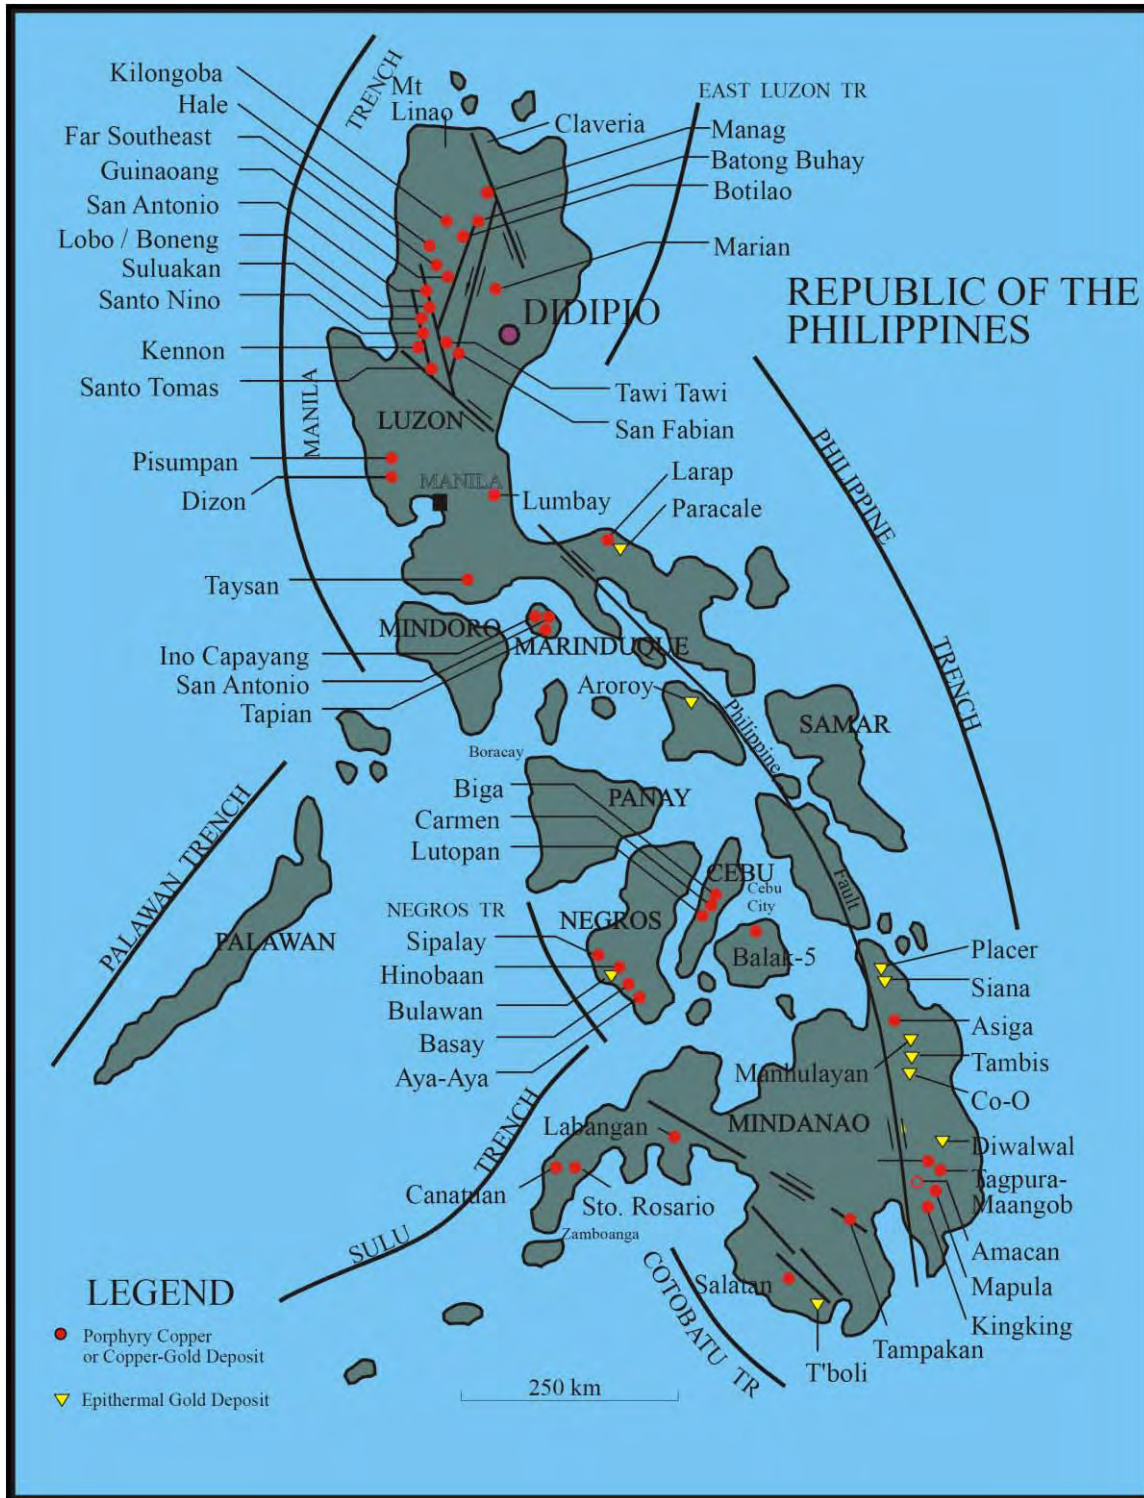 Kilongoba
Hale
Far Southeast
Guinaoang
San Antonio
Lobo / Boneng
Suluakan
Santo Nino
Kennon
Santo Tomas
TRENCH
MANILA
Mt
Linao
Claveria
EAST LUZON TR
Manag
Batong Buhay
Botilao
Marian
DIDIPIO
REPUBLIC OF THE
PHILIPPINES
Tawi Tawi
San Fabian
LUZON
Pisumpan
Dizon
MANILA
Lumbay
Larap
Paracale
PHILIPPINE
TRENCH
Taysan
MINDORO
MARINDUQUE
Ino Capayang
San Antonio
Tapian
Aroroy
Philippine
Fault
SAMAR
Boracay
PANAY
Biga
Carmen
Lutopan
CEBU
Cebu
City
PALAWAN TRENCH
PALAWAN
NEGROS TR
NEGROS
Sipalay
Hinobaan
Bulawan
Basay
Aya-Aya
Balak-5
Placer
Siana
Asiga
Manhulayan
Tambis
Co-O
MINDANAO
Diwalwal
Tagpura-
Maangob
Amacan
Mapula
Kingking
Labangan
Canatuan
Sto. Rosario
Zamboanga
SULU
TRENCH
COTOBATU TR
Salatan
Tampakan
T'boli
LEGEND
Porphyry Copper
or Copper-Gold Deposit
Epithermal Gold Deposit
250 km